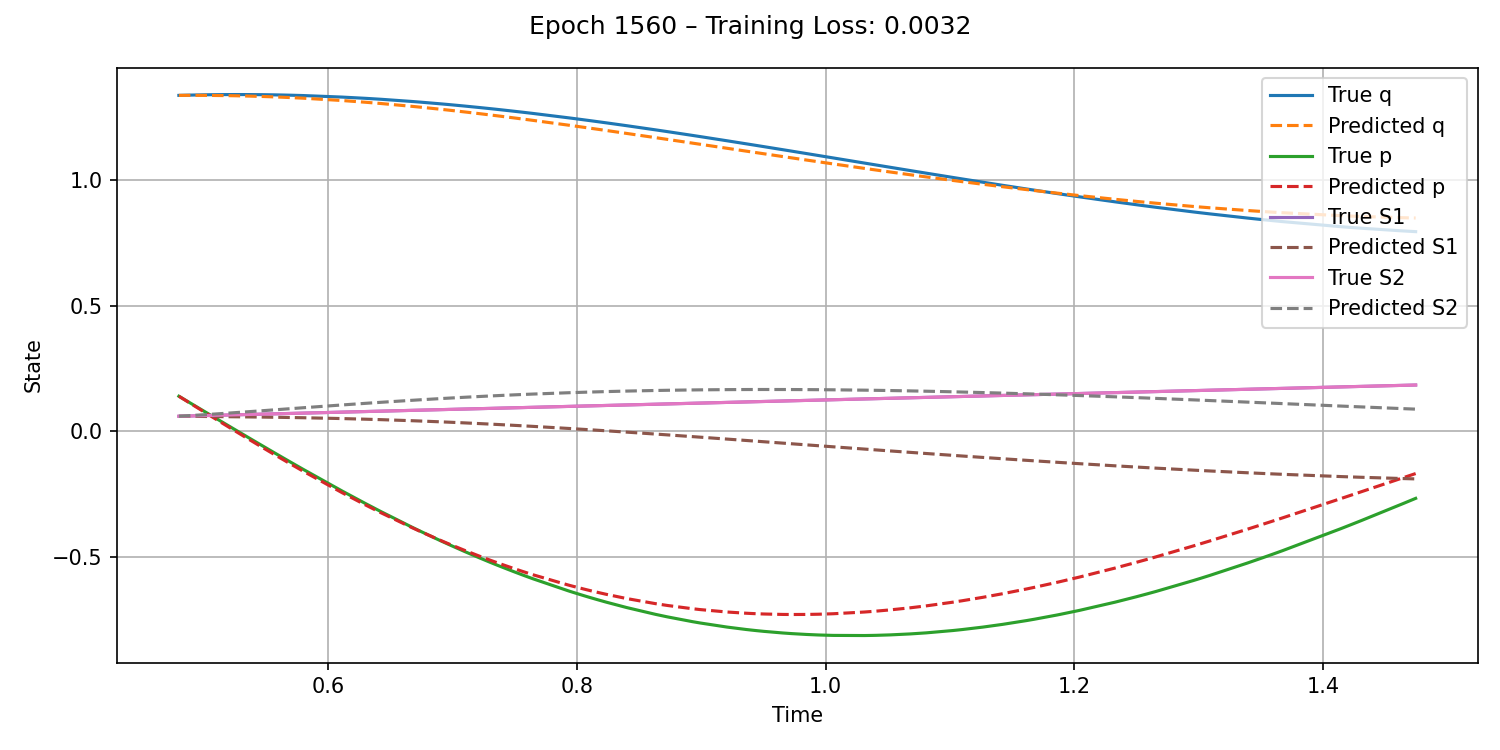 Epoch 1560 – Training Loss: 0.0032
True q
Predicted q
True p
Predicted p
True S1
Predicted S1
True S2
Predicted S2
1.0
0.5
0.0
−0.5
State
0.6 0.8 1.0 1.2 1.4
Time